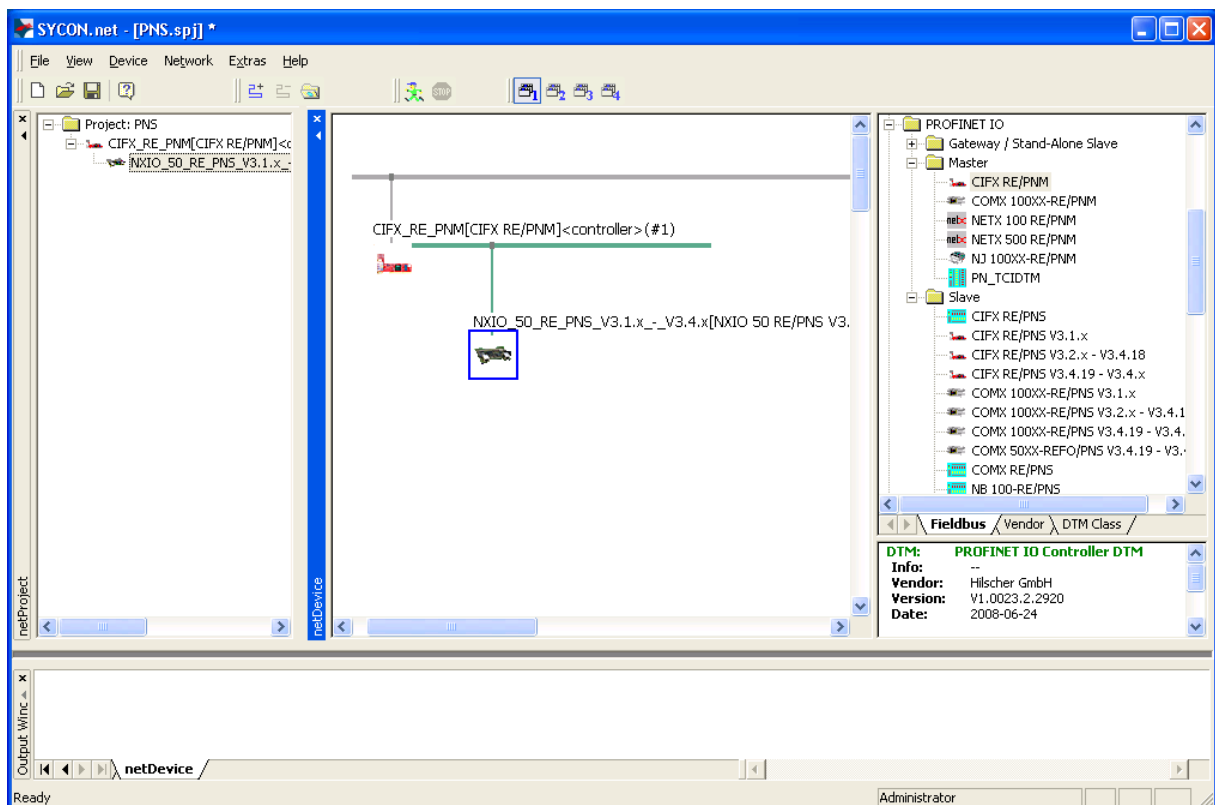 SYCON.net - [PNS.spj] *
File View Device Network Extras Help
netProject
Project: PNS
CIFX_RE_PNM[CIFX RE/PNM]<c
NXIO_50_RE_PNS_V3.1.x_-
netDevice
CIFX_RE_PNM[CIFX RE/PNM]<controller>(#1)
NXIO_50_RE_PNS_V3.1.x_-_V3.4.x[NXIO 50 RE/PNS V3.
PROFINET IO
Gateway / Stand-Alone Slave
Master
CIFX RE/PNM
COMX 100XX-RE/PNM
NETX 100 RE/PNM
NETX 500 RE/PNM
NJ 100XX-RE/PNM
PN_TCIDTM
Slave
CIFX RE/PNS
CIFX RE/PNS V3.1.x
CIFX RE/PNS V3.2.x - V3.4.18
CIFX RE/PNS V3.4.19 - V3.4.x
COMX 100XX-RE/PNS V3.1.x
COMX 100XX-RE/PNS V3.2.x - V3.4.1
COMX 100XX-RE/PNS V3.4.19 - V3.4.
COMX 50XX-REFO/PNS V3.4.19 - V3.
COMX RE/PNS
NB 100-RE/PNS
Fieldbus Vendor DTM Class
DTM: PROFINET IO Controller DTM
Info: --
Vendor: Hilscher GmbH
Version: V1.0023.2.2920
Date: 2008-06-24
Output Winc
netDevice
Ready
Administrator